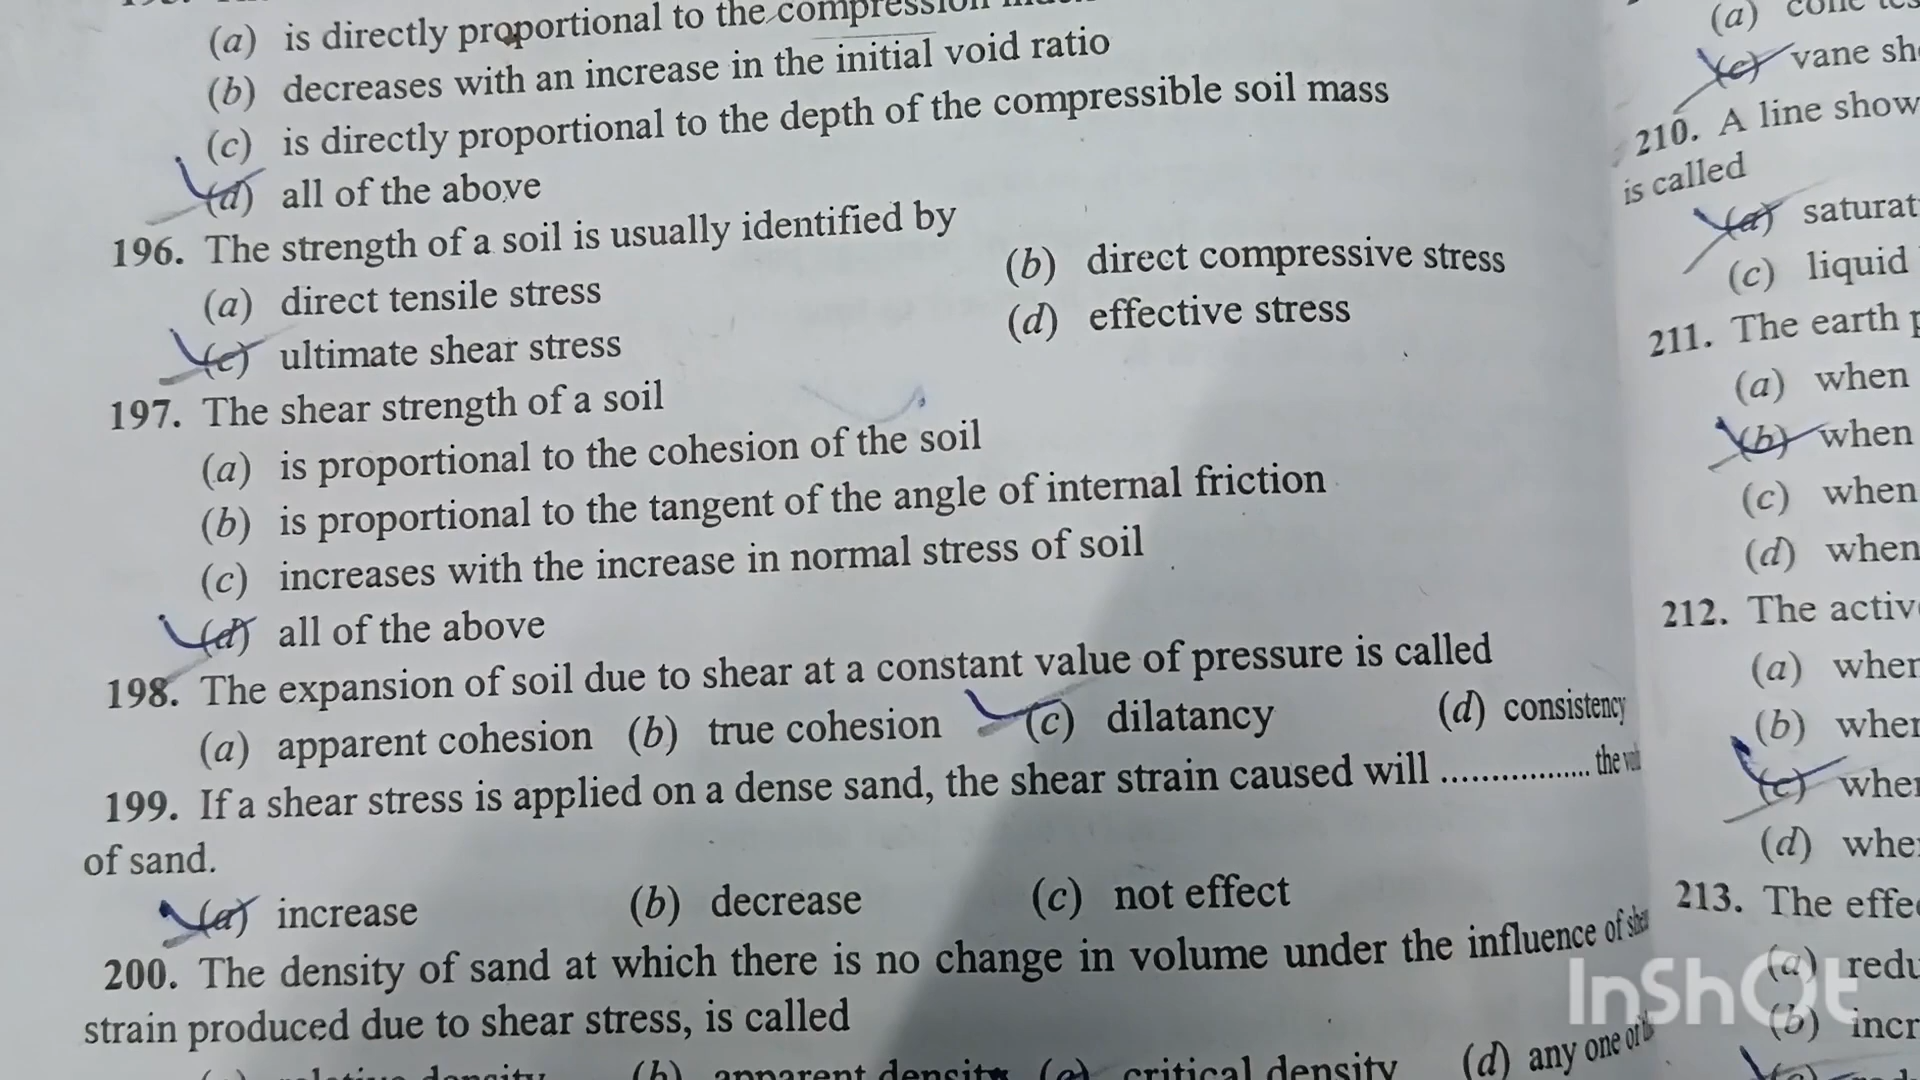 (a) is directly proportional to the compression
(b) decreases with an increase in the initial void ratio
(c) is directly proportional to the depth of the compressible soil mass
(d) all of the above
196. The strength of a soil is usually identified by
(a) direct tensile stress (b) direct compressive stress
(c) ultimate shear stress (d) effective stress
197. The shear strength of a soil
(a) is proportional to the cohesion of the soil
(b) is proportional to the tangent of the angle of internal friction
(c) increases with the increase in normal stress of soil
(d) all of the above
198. The expansion of soil due to shear at a constant value of pressure is called
(a) apparent cohesion (b) true cohesion (c) dilatancy (d) consistency
199. If a shear stress is applied on a dense sand, the shear strain caused will ................. the
of sand.
(a) increase (b) decrease (c) not effect
200. The density of sand at which there is no change in volume under the influence of
strain produced due to shear stress, is called
relative density (b) apparent density (c) critical density (d) any one of
(a) cone
(c) vane
210. A line show
is called
(a) saturat
(c) liquid
211. The earth
(a) when
(b) when
(c) when
(d) when
212. The activ
(a) when
(b) when
(c) when
(d) whe
213. The effe
(a) redu
(b) incr
InShOt